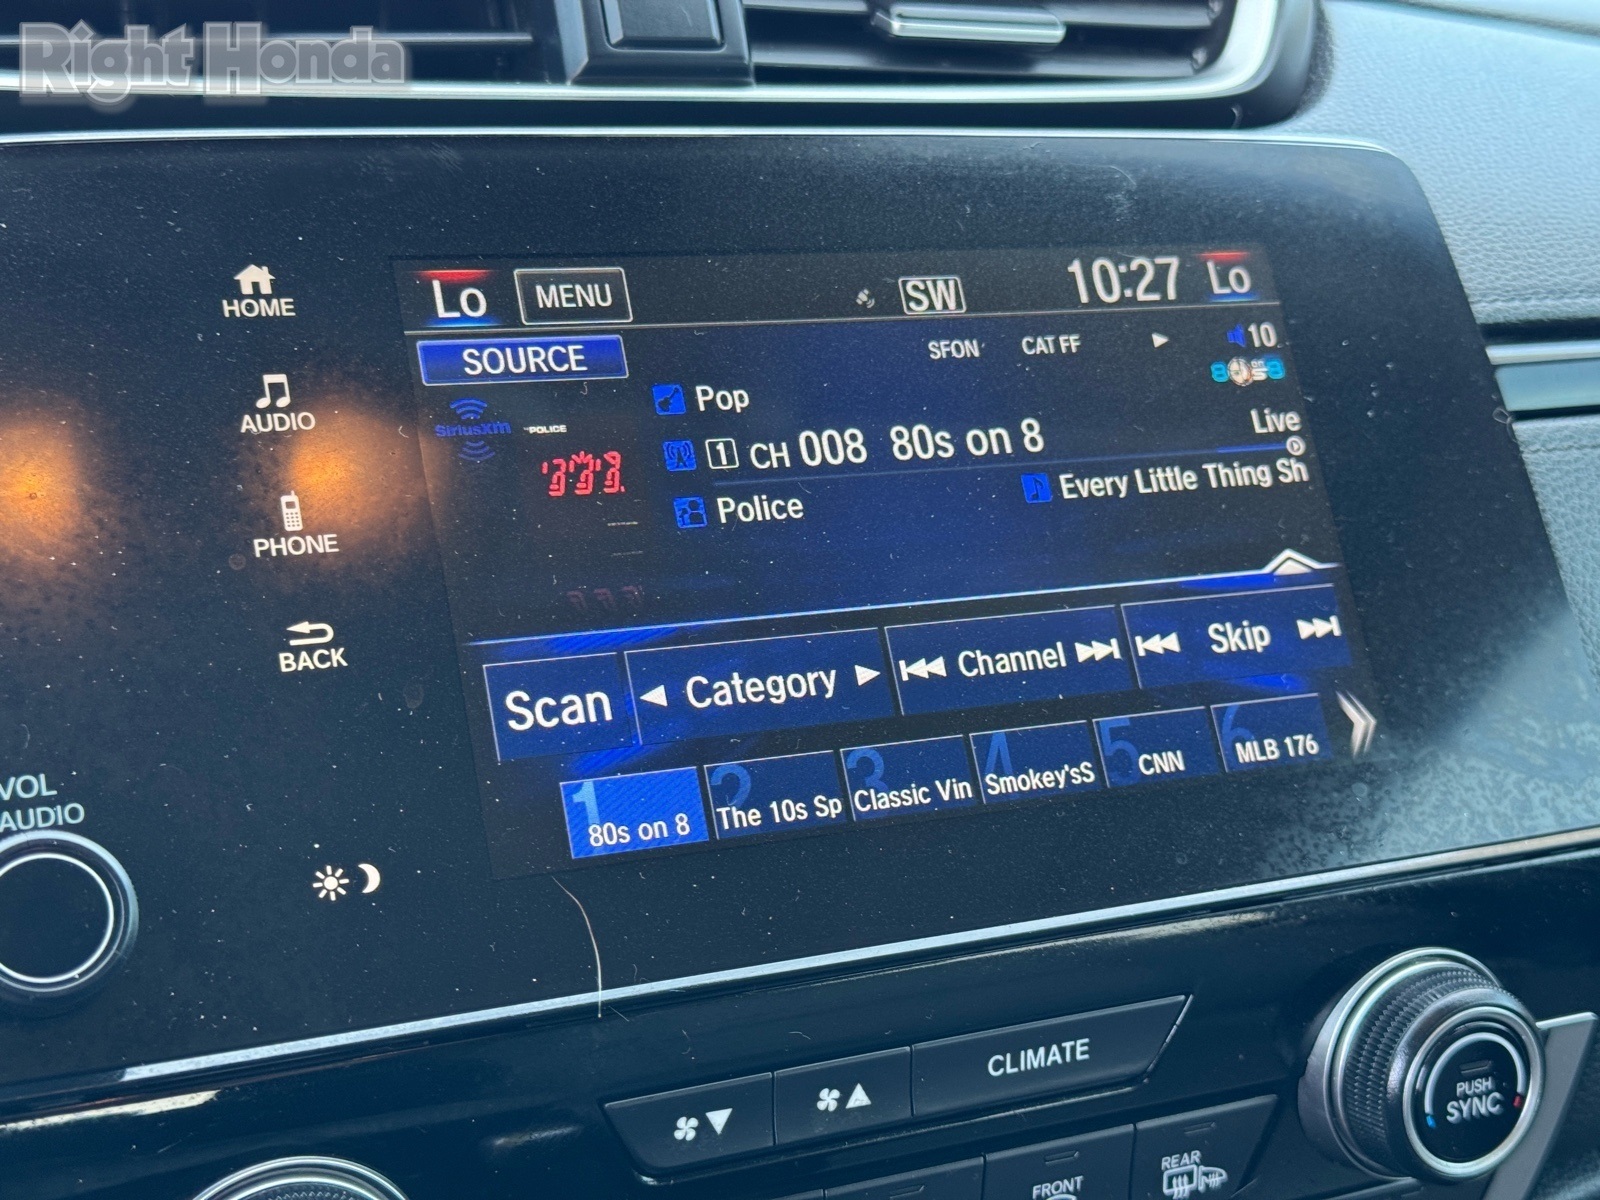 Right Honda
HOME
AUDIO
PHONE
BACK
VOL
AUDIO
Lo
MENU
SW
10:27
Lo
SOURCE
SFON
CAT FF
10
SiriusXM
POLICE
Pop
1 CH 008 80s on 8
Live
Police
Every Little Thing Sh
Scan
Category
Channel
Skip
1 80s on 8
2 The 10s Sp
3 Classic Vin
4 Smokey'sS
5 CNN
6 MLB 176
CLIMATE
PUSH
SYNC
FRONT
REAR